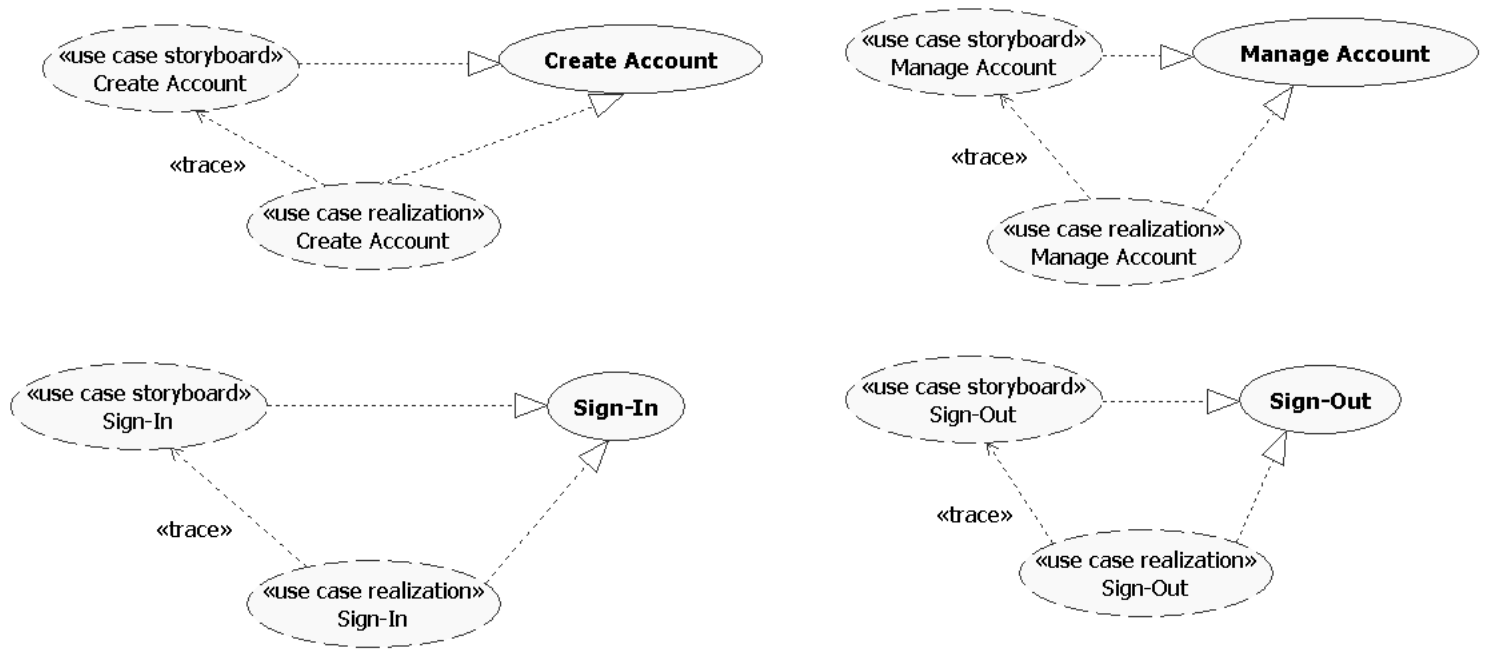 «use case storyboard»
Create Account
Create Account
«trace»
«use case realization»
Create Account
«use case storyboard»
Manage Account
Manage Account
«trace»
«use case realization»
Manage Account
«use case storyboard»
Sign-In
Sign-In
«trace»
«use case realization»
Sign-In
«use case storyboard»
Sign-Out
Sign-Out
«trace»
«use case realization»
Sign-Out